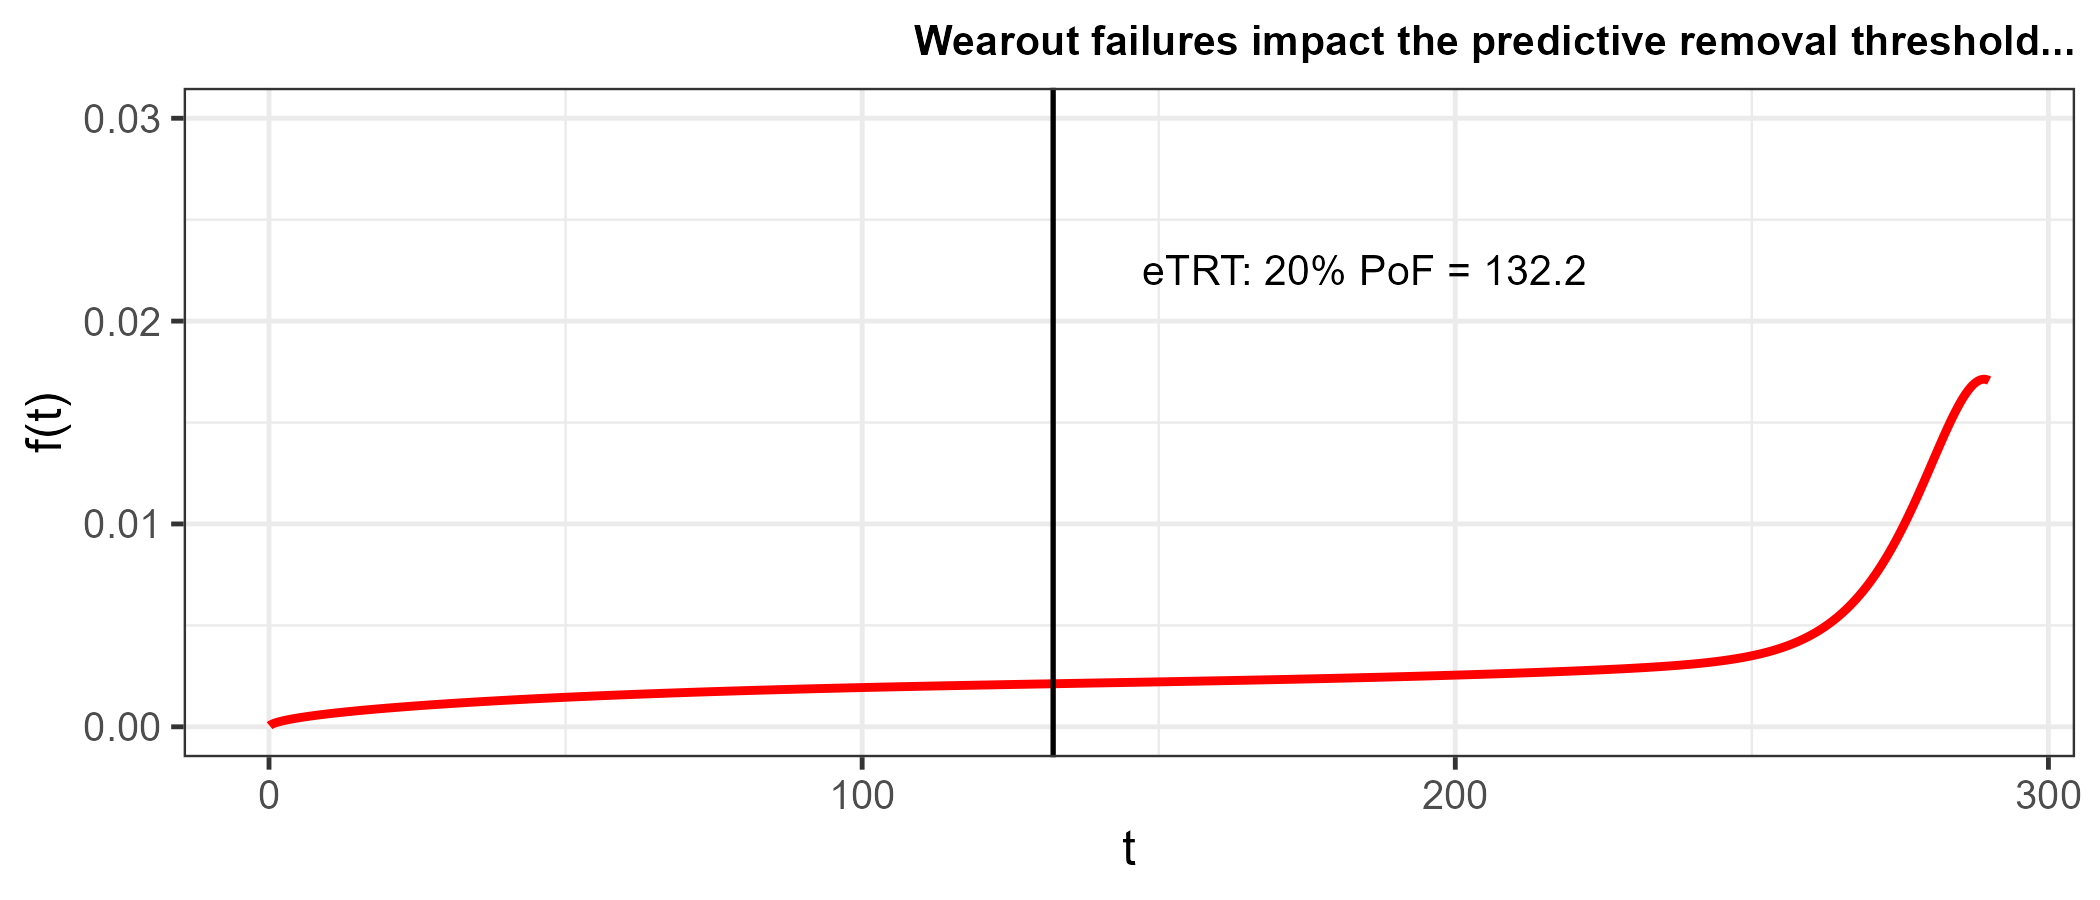 Wearout failures impact the predictive removal threshold...
0.03
0.02
0.01
0.00
f(t)
eTRT: 20% PoF = 132.2
0
100
200
300
t